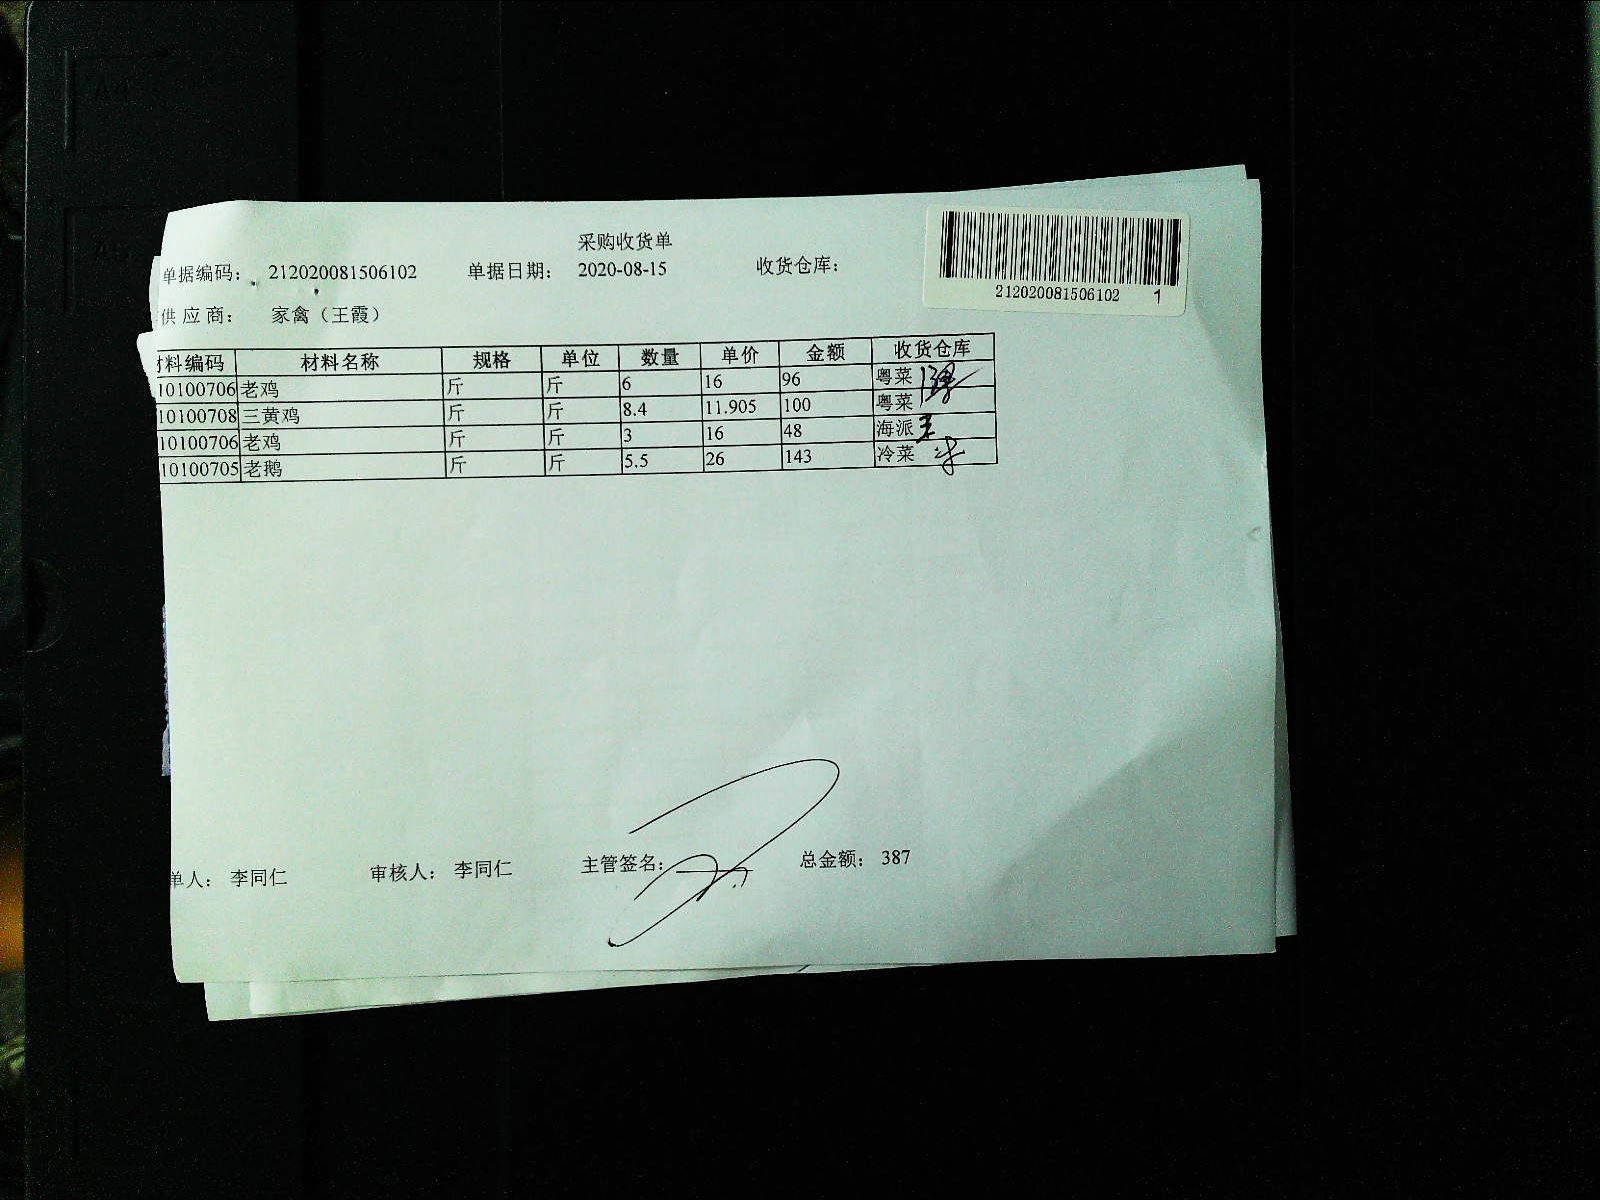 采购收货单
单据编码： 212020081506102 单据日期： 2020-08-15 收货仓库：
212020081506102 1
供应商： 家禽（王霞）
材料编码 材料名称 规格 单位 数量 单价 金额 收货仓库
10100706 老鸡 斤 斤 6 16 96 粤菜
10100708 三黄鸡 斤 斤 8.4 11.905 100 粤菜
10100706 老鸡 斤 斤 3 16 48 海派
10100705 老鹅 斤 斤 5.5 26 143 冷菜
单人： 李同仁 审核人： 李同仁 主管签名： 总金额： 387